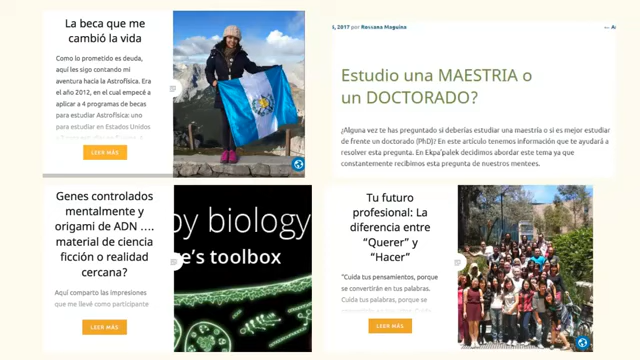 La beca que me
cambió la vida
Como lo prometido es deuda,
aquí les sigo contando mi
aventura hacia la Astrofísica. Era
el año 2012, en el cual empecé a
aplicar a 4 programas de becas
para estudiar Astrofísica: uno
para estudiar en Estados Unidos
LEER MÁS
, 2017 por Rossana Maguiña
Estudio una MAESTRIA o
un DOCTORADO?
¿Alguna vez te has preguntado si deberías estudiar una maestría o si es mejor estudiar
de frente un doctorado (PhD)? En este artículo tenemos información que te ayudará a
resolver esta pregunta. En Ekpa'palek decidimos abordar este tema ya que
constantemente recibimos esta pregunta de nuestros mentees.
Genes controlados
mentalmente y
origami de ADN ....
material de ciencia
ficción o realidad
cercana?
Aquí comparto las impresiones
que me llevé como participante
LEER MÁS
by biology
e's toolbox
Tu futuro
profesional: La
diferencia entre
"Querer" y
"Hacer"
"Cuida tus pensamientos, porque
se convertirán en tus palabras.
Cuida tus palabras, porque se
LEER MÁS